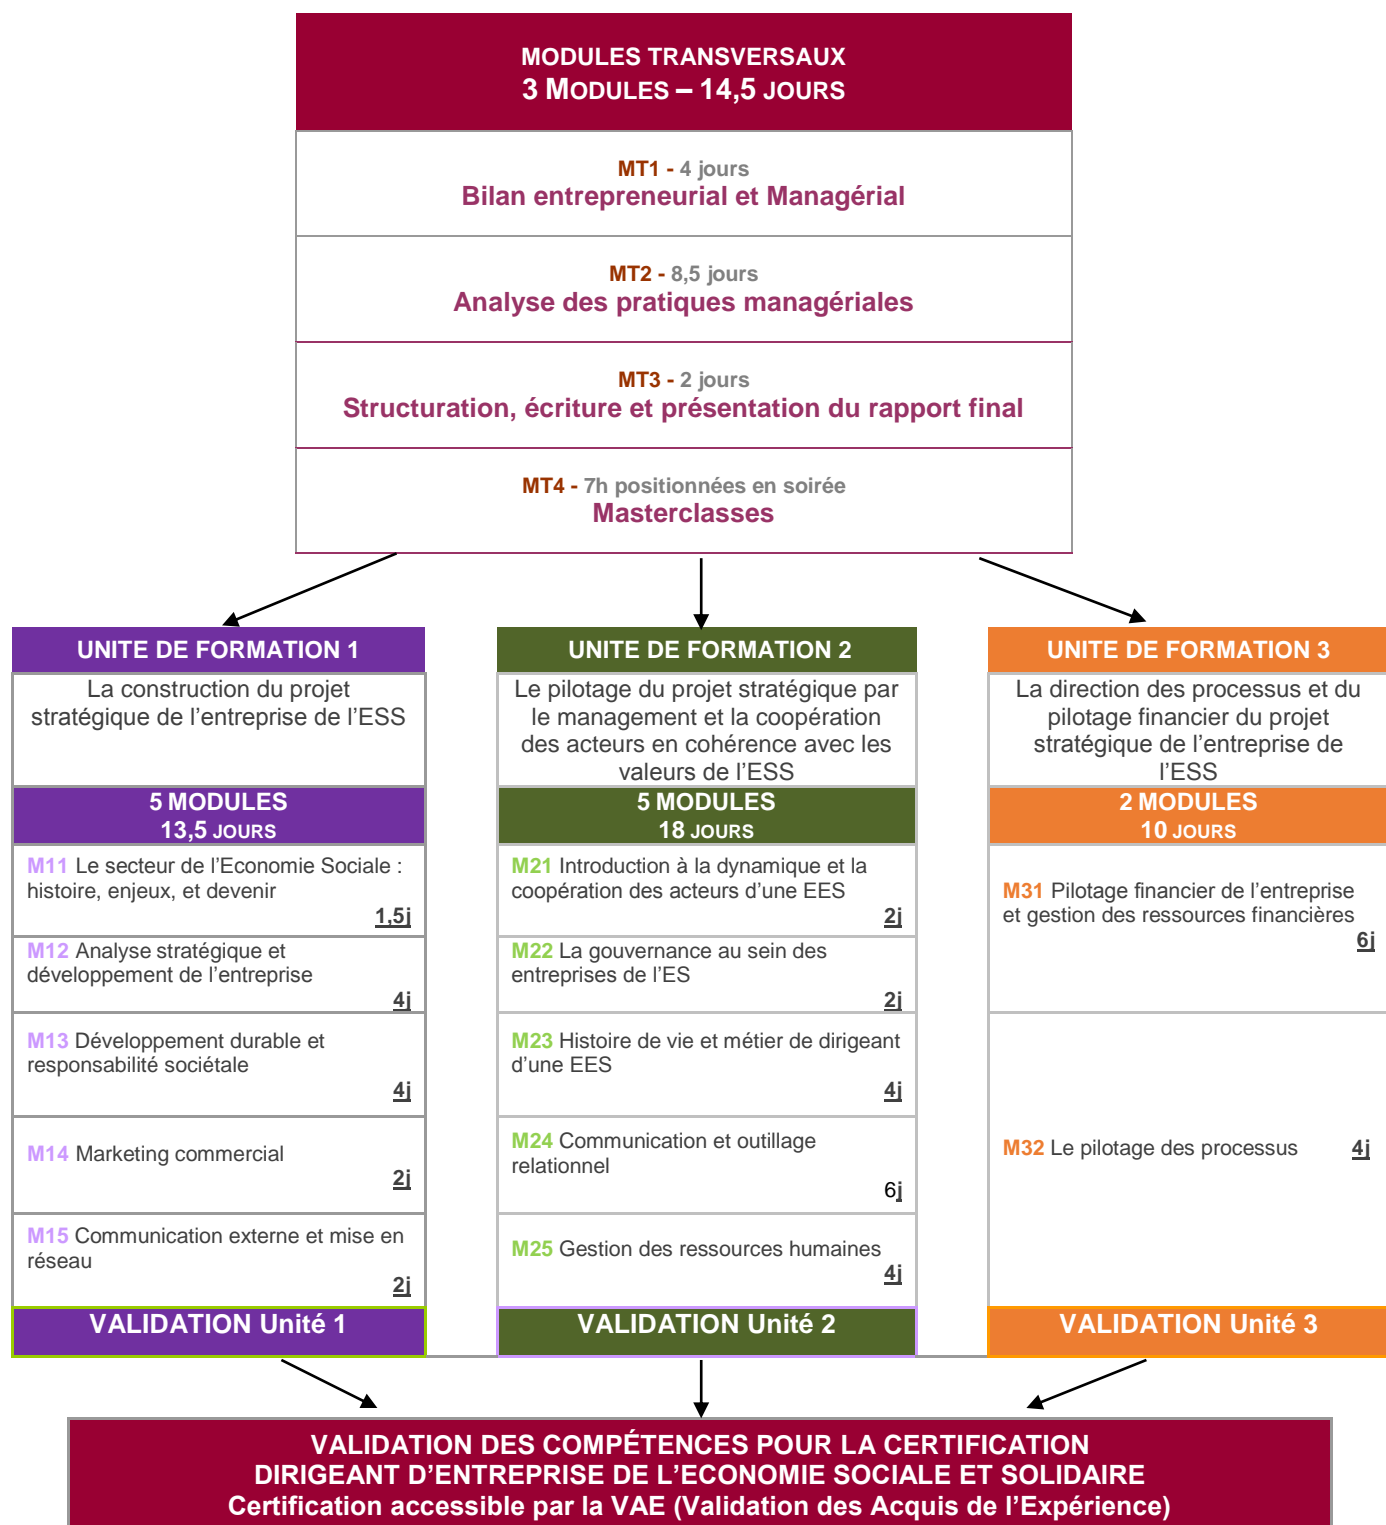 MODULES TRANSVERSAUX
3 MODULES – 14,5 JOURS
MT1 - 4 jours
Bilan entrepreneurial et Managérial
MT2 - 8,5 jours
Analyse des pratiques managériales
MT3 - 2 jours
Structuration, écriture et présentation du rapport final
MT4 - 7h positionnées en soirée
Masterclasses
UNITE DE FORMATION 1
La construction du projet
stratégique de l’entreprise de l’ESS
5 MODULES
13,5 JOURS
M11 Le secteur de l’Economie Sociale :
histoire, enjeux, et devenir
1,5j
M12 Analyse stratégique et
développement de l’entreprise
4j
M13 Développement durable et
responsabilité sociétale
4j
M14 Marketing commercial
2j
M15 Communication externe et mise en
réseau
2j
VALIDATION Unité 1
UNITE DE FORMATION 2
Le pilotage du projet stratégique par
le management et la coopération
des acteurs en cohérence avec les
valeurs de l’ESS
5 MODULES
18 JOURS
M21 Introduction à la dynamique et la
coopération des acteurs d’une EES
2j
M22 La gouvernance au sein des
entreprises de l’ES
2j
M23 Histoire de vie et métier de dirigeant
d’une EES
4j
M24 Communication et outillage
relationnel
6j
M25 Gestion des ressources humaines
4j
VALIDATION Unité 2
UNITE DE FORMATION 3
La direction des processus et du
pilotage financier du projet
stratégique de l’entreprise de
l’ESS
2 MODULES
10 JOURS
M31 Pilotage financier de l’entreprise
et gestion des ressources financières
6j
M32 Le pilotage des processus 4j
VALIDATION Unité 3
VALIDATION DES COMPÉTENCES POUR LA CERTIFICATION
DIRIGEANT D’ENTREPRISE DE L’ECONOMIE SOCIALE ET SOLIDAIRE
Certification accessible par la VAE (Validation des Acquis de l’Expérience)